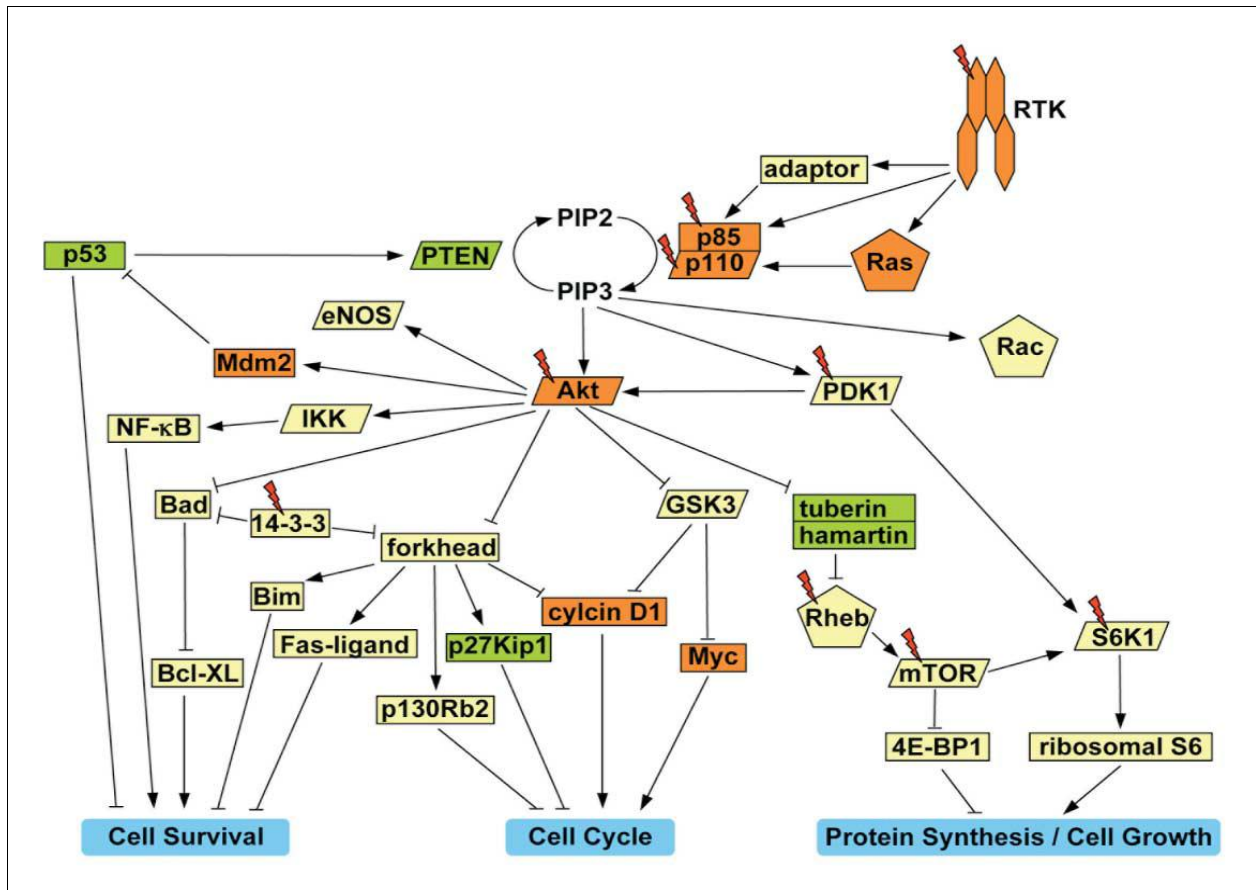 RTK
adaptor
PIP2
p85
p53
PTEN
p110
Ras
PIP3
eNOS
Rac
Mdm2
Akt
PDK1
NF-κB
IKK
Bad
14-3-3
GSK3
tuberin
hamartin
forkhead
Bim
cylcin D1
Rheb
S6K1
Fas-ligand
p27Kip1
Myc
Bcl-XL
mTOR
p130Rb2
4E-BP1
ribosomal S6
Cell Survival
Cell Cycle
Protein Synthesis / Cell Growth